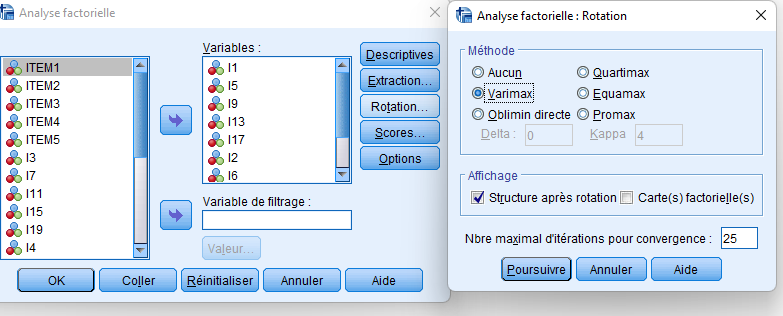 Analyse factorielle
ITEM1
ITEM2
ITEM3
ITEM4
ITEM5
I3
I7
I11
I15
I19
I4
Variables :
I1
I5
I9
I13
I17
I2
I6
Variable de filtrage :
Valeur...
Descriptives
Extraction...
Rotation...
Scores...
Options
OK Coller Réinitialiser Annuler Aide
Analyse factorielle : Rotation
Méthode
Aucun Quartimax
Varimax Equamax
Oblimin directe Promax
Delta : 0 Kappa 4
Affichage
Structure après rotation Carte(s) factorielle(s)
Nbre maximal d'itérations pour convergence : 25
Poursuivre Annuler Aide